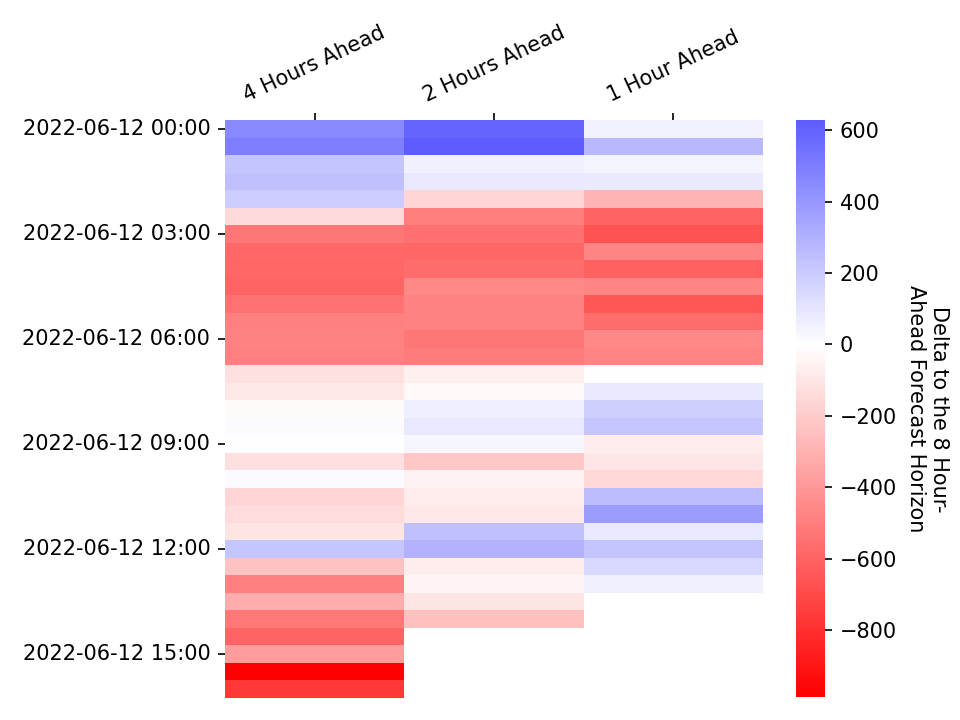 4 Hours Ahead
2 Hours Ahead
1 Hour Ahead
2022-06-12 00:00
2022-06-12 03:00
2022-06-12 06:00
2022-06-12 09:00
2022-06-12 12:00
2022-06-12 15:00
600
400
200
0
−200
−400
−600
−800
Delta to the 8 Hour-
Ahead Forecast Horizon